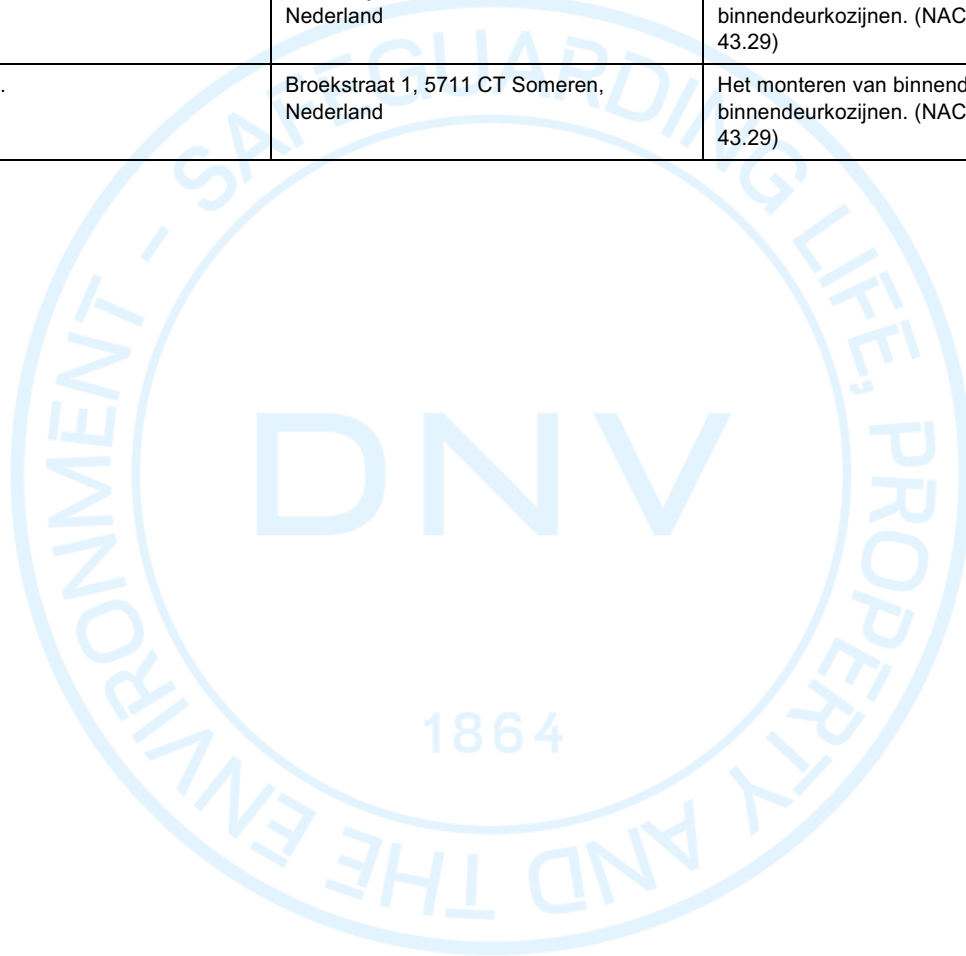 Nederland
binnendeurkozijnen. (NAC
43.29)
.
Broekstraat 1, 5711 CT Someren,
Nederland
Het monteren van binnend
binnendeurkozijnen. (NAC
43.29)
SAFEGUARDING LIFE, PROPERTY AND THE ENVIRONMENT -
DNV
1864